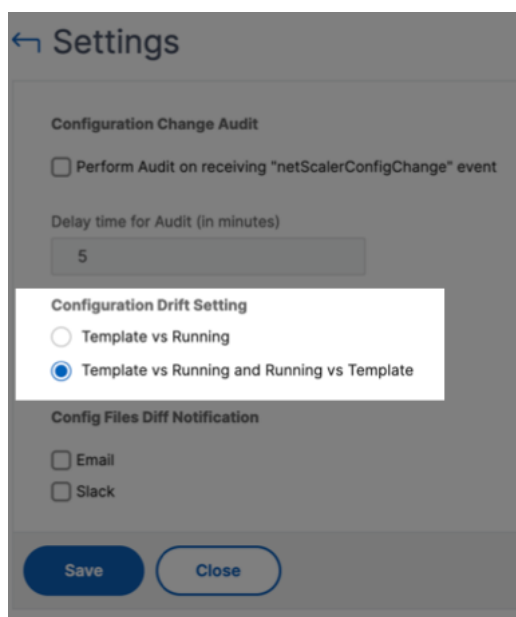 Settings
Configuration Change Audit
Perform Audit on receiving "netScalerConfigChange" event
Delay time for Audit (in minutes)
5
Configuration Drift Setting
Template vs Running
Template vs Running and Running vs Template
Config Files Diff Notification
Email
Slack
Save Close